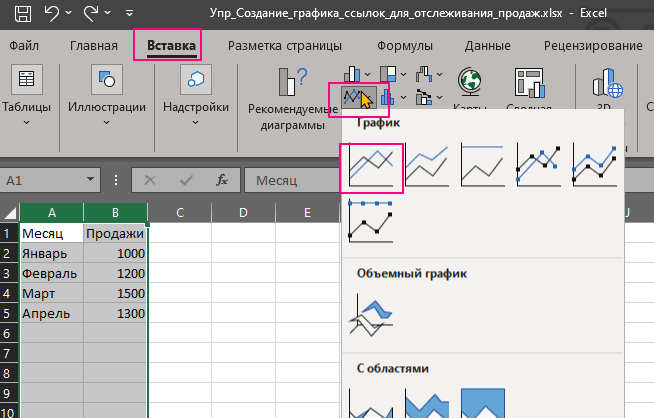 Упр_Создание_графика_ссылок_для_отслеживания_продаж.xlsx - Excel
Файл Главная Вставка Разметка страницы Формулы Данные Рецензирование
Таблицы Иллюстрации Надстройки Рекомендуемые диаграммы Карты Сводная 3D
График
A1 fx Месяц
A B C D E U
1 Месяц Продажи
2 Январь 1000
3 Февраль 1200
4 Март 1500
5 Апрель 1300
6
7
8
9
10
Объемный график
С областями